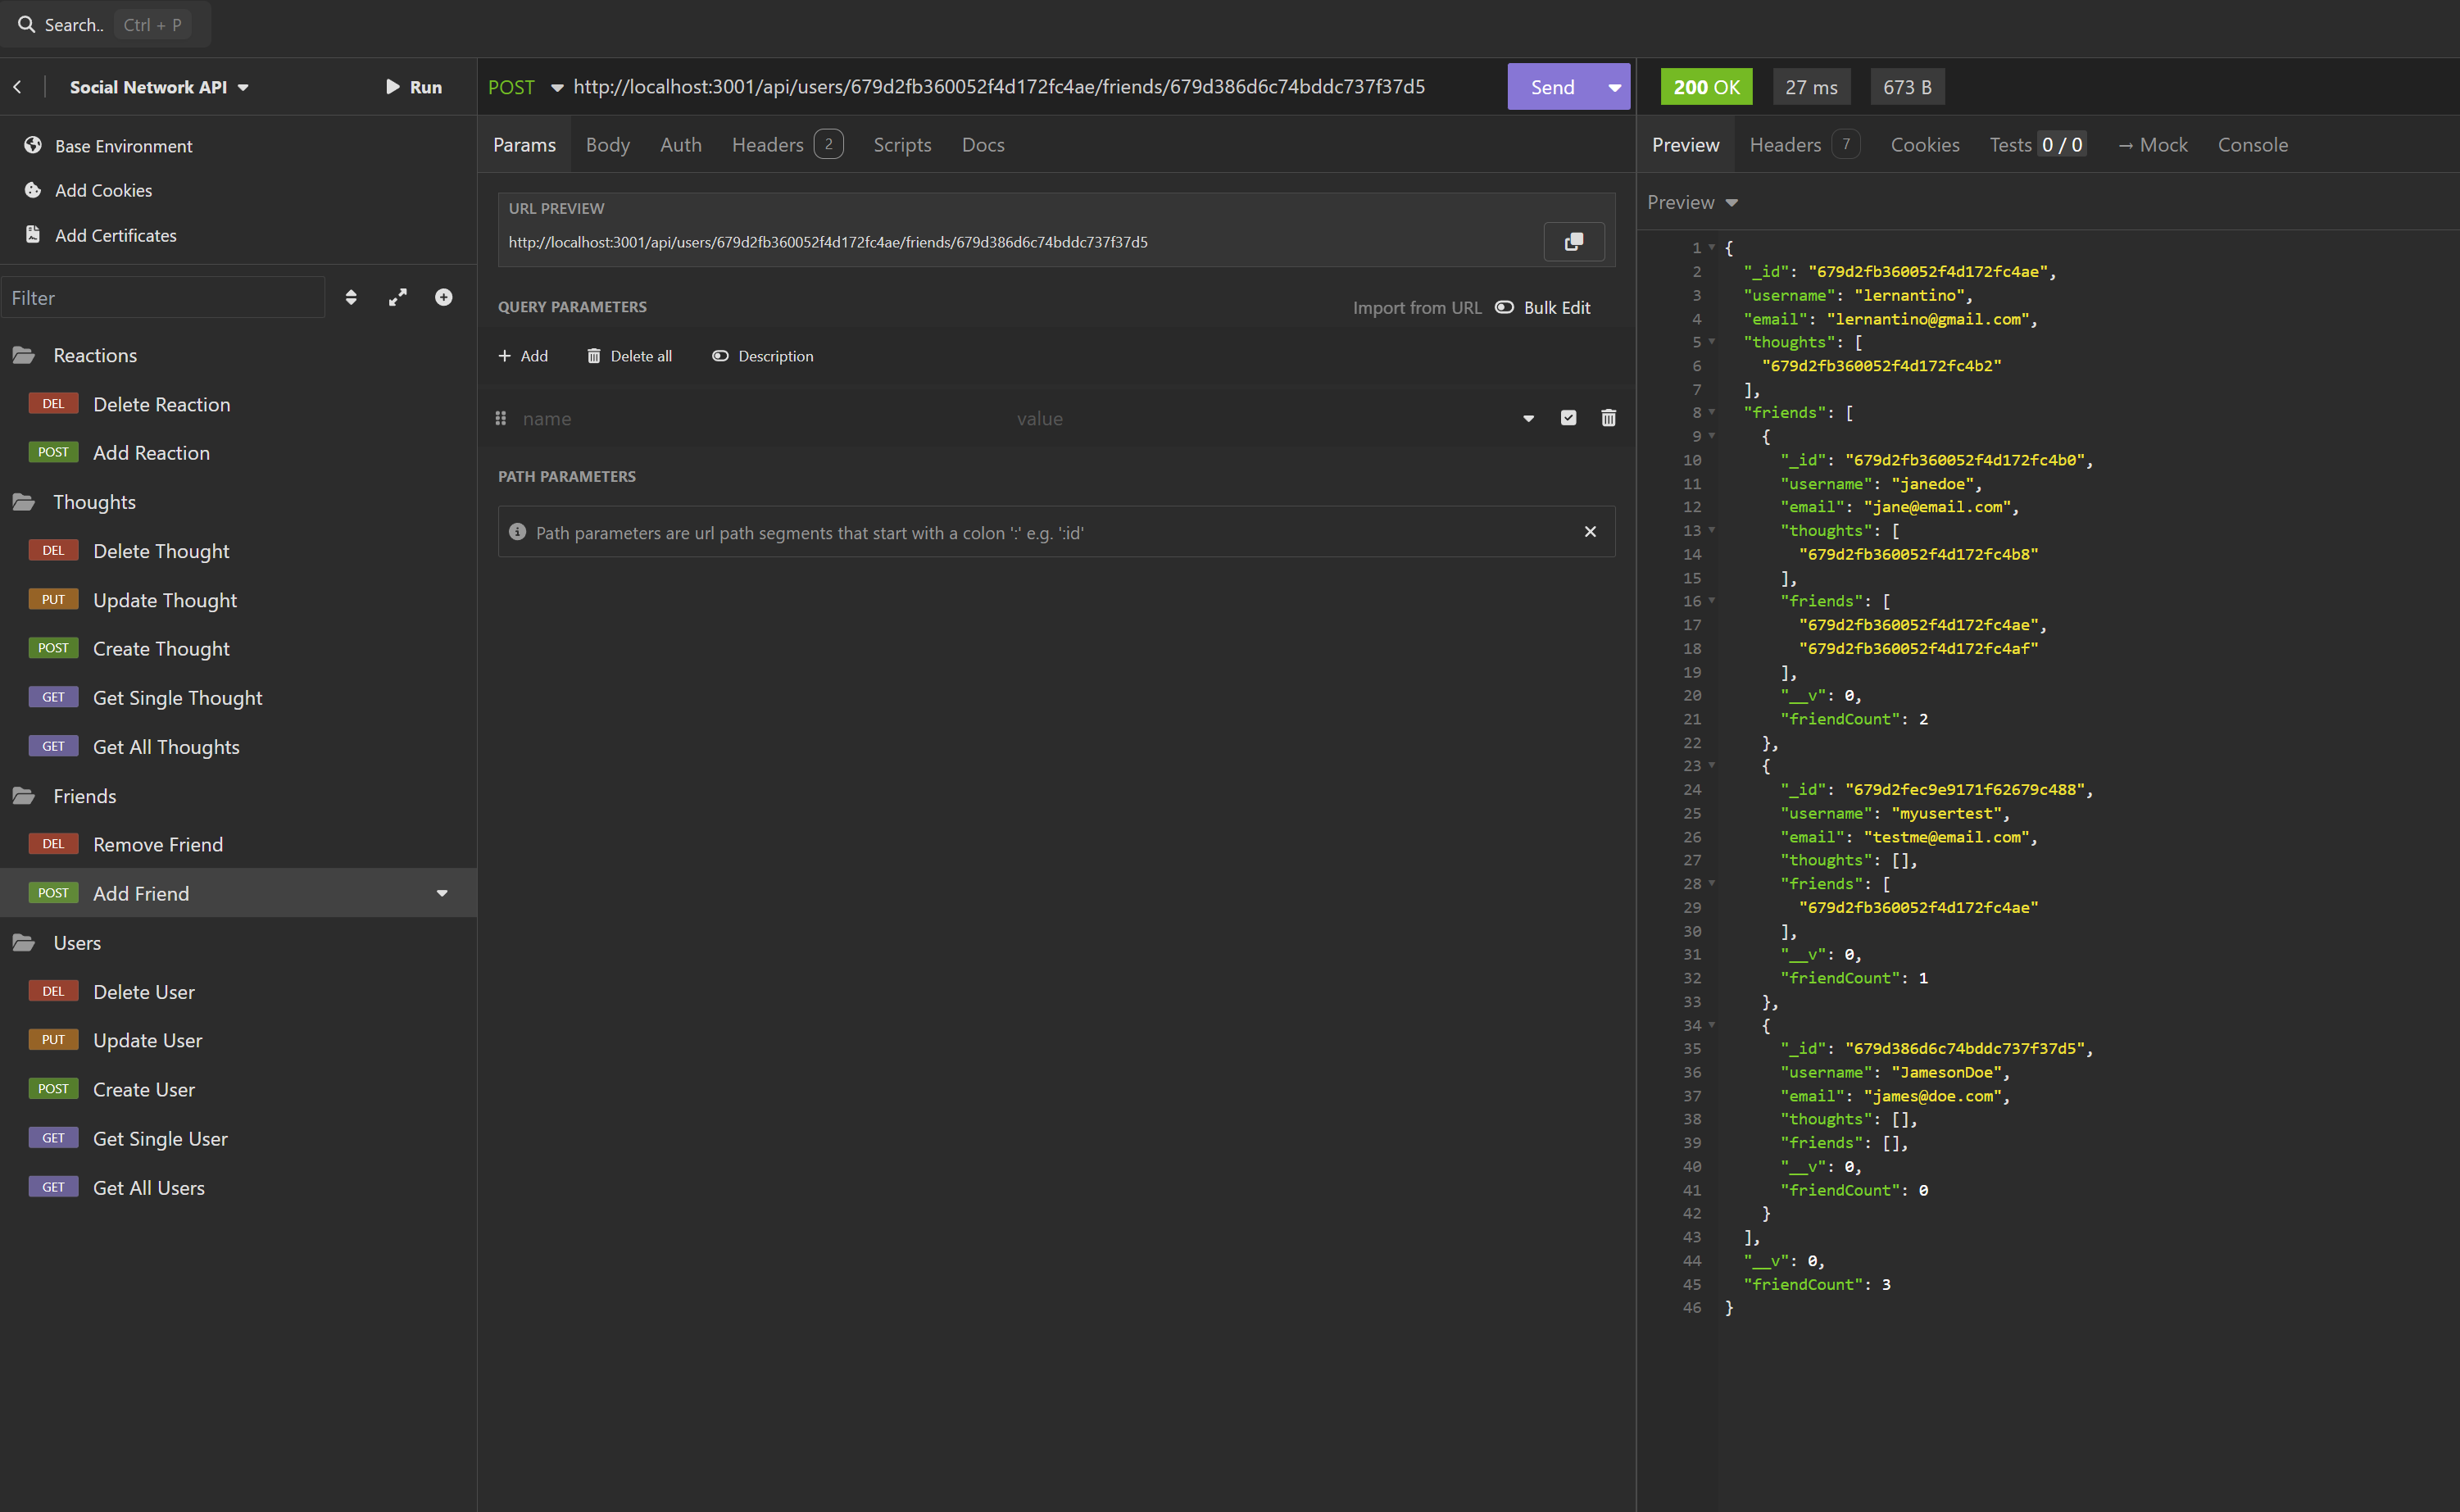 Search.. Ctrl + P
Social Network API Run
Base Environment
Add Cookies
Add Certificates
Filter
Reactions
DEL Delete Reaction
POST Add Reaction
Thoughts
DEL Delete Thought
PUT Update Thought
POST Create Thought
GET Get Single Thought
GET Get All Thoughts
Friends
DEL Remove Friend
POST Add Friend
Users
DEL Delete User
PUT Update User
POST Create User
GET Get Single User
GET Get All Users
POST http://localhost:3001/api/users/679d2fb360052f4d172fc4ae/friends/679d386d6c74bddc737f37d5 Send
Params Body Auth Headers 2 Scripts Docs
URL PREVIEW
http://localhost:3001/api/users/679d2fb360052f4d172fc4ae/friends/679d386d6c74bddc737f37d5
QUERY PARAMETERS Import from URL Bulk Edit
Add Delete all Description
name value
PATH PARAMETERS
Path parameters are url path segments that start with a colon ':' e.g. ':id'
200 OK 27 ms 673 B
Preview Headers 7 Cookies Tests 0 / 0 → Mock Console
Preview
1 {
2 "_id": "679d2fb360052f4d172fc4ae",
3 "username": "lernantino",
4 "email": "lernantino@gmail.com",
5 "thoughts": [
6 "679d2fb360052f4d172fc4b2"
7 ],
8 "friends": [
9 {
10 "_id": "679d2fb360052f4d172fc4b0",
11 "username": "janedoe",
12 "email": "jane@email.com",
13 "thoughts": [
14 "679d2fb360052f4d172fc4b8"
15 ],
16 "friends": [
17 "679d2fb360052f4d172fc4ae",
18 "679d2fb360052f4d172fc4af"
19 ],
20 "__v": 0,
21 "friendCount": 2
22 },
23 {
24 "_id": "679d2fec9e9171f62679c488",
25 "username": "myusertest",
26 "email": "testme@email.com",
27 "thoughts": [],
28 "friends": [
29 "679d2fb360052f4d172fc4ae"
30 ],
31 "__v": 0,
32 "friendCount": 1
33 },
34 {
35 "_id": "679d386d6c74bddc737f37d5",
36 "username": "JamesonDoe",
37 "email": "james@doe.com",
38 "thoughts": [],
39 "friends": [],
40 "__v": 0,
41 "friendCount": 0
42 }
43 ],
44 "__v": 0,
45 "friendCount": 3
46 }